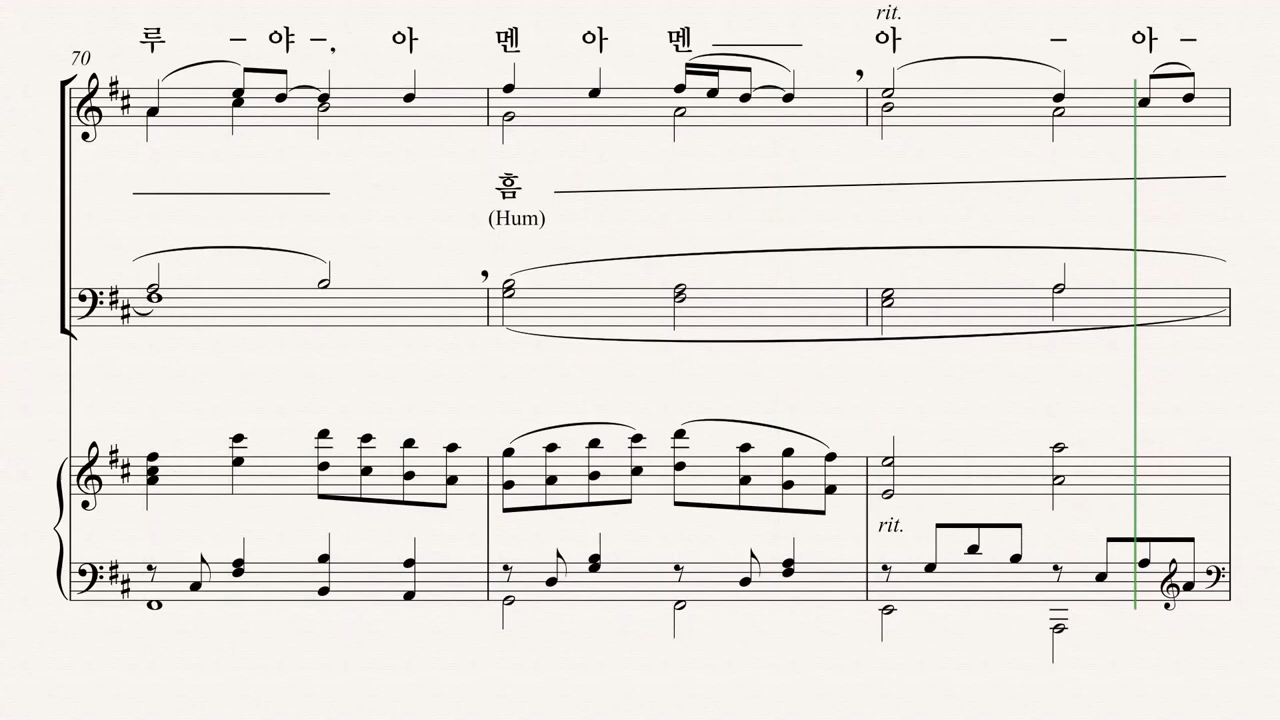 rit.
루 – 야 –, 아 멘 아 멘 아 – 아 –
70
흠
(Hum)
rit.